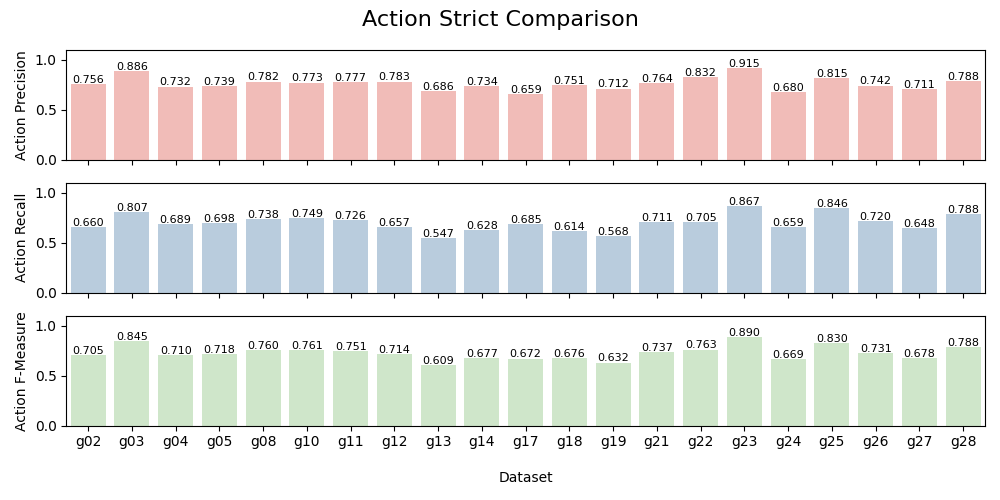 Action Strict Comparison
Action Precision
1.0
0.5
0.0
0.756 0.886 0.732 0.739 0.782 0.773 0.777 0.783 0.686 0.734 0.659 0.751 0.712 0.764 0.832 0.915 0.680 0.815 0.742 0.711 0.788
Action Recall
1.0
0.5
0.0
0.660 0.807 0.689 0.698 0.738 0.749 0.726 0.657 0.547 0.628 0.685 0.614 0.568 0.711 0.705 0.867 0.659 0.846 0.720 0.648 0.788
Action F-Measure
1.0
0.5
0.0
0.705 0.845 0.710 0.718 0.760 0.761 0.751 0.714 0.609 0.677 0.672 0.676 0.632 0.737 0.763 0.890 0.669 0.830 0.731 0.678 0.788
g02 g03 g04 g05 g08 g10 g11 g12 g13 g14 g17 g18 g19 g21 g22 g23 g24 g25 g26 g27 g28
Dataset